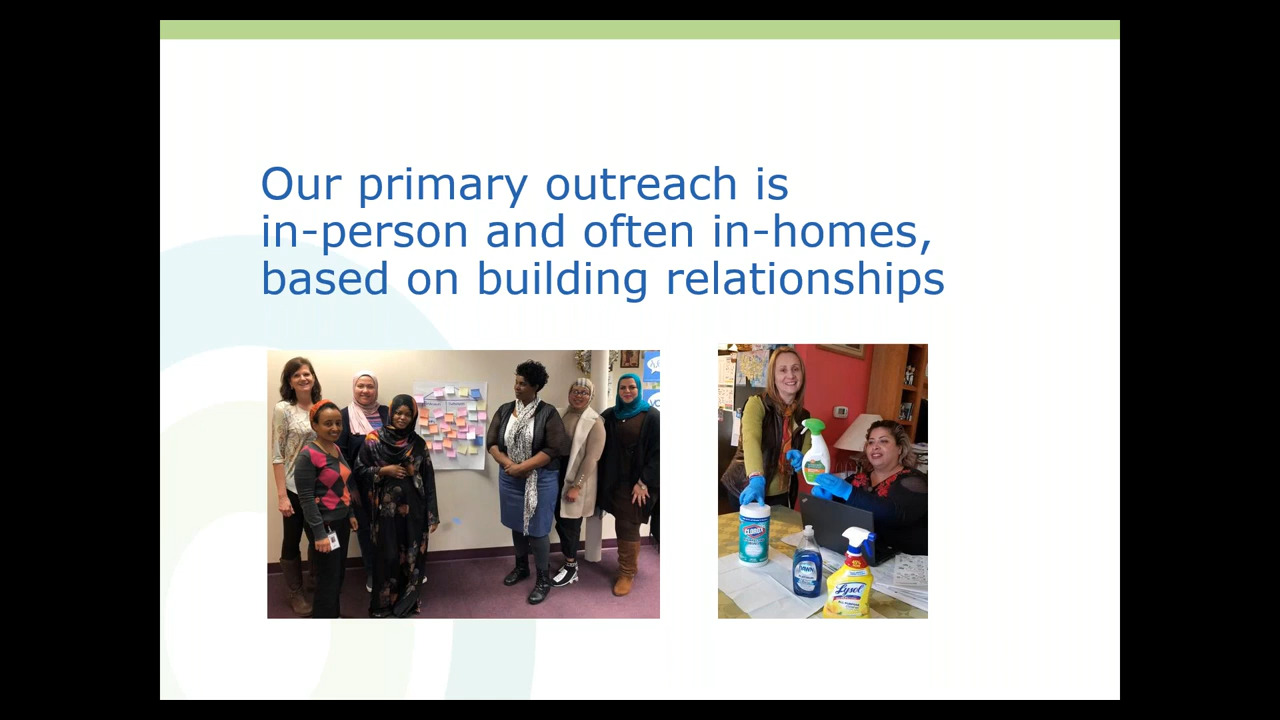 Our primary outreach is
in-person and often in-homes,
based on building relationships
CLOROX
DAWN
Lysol